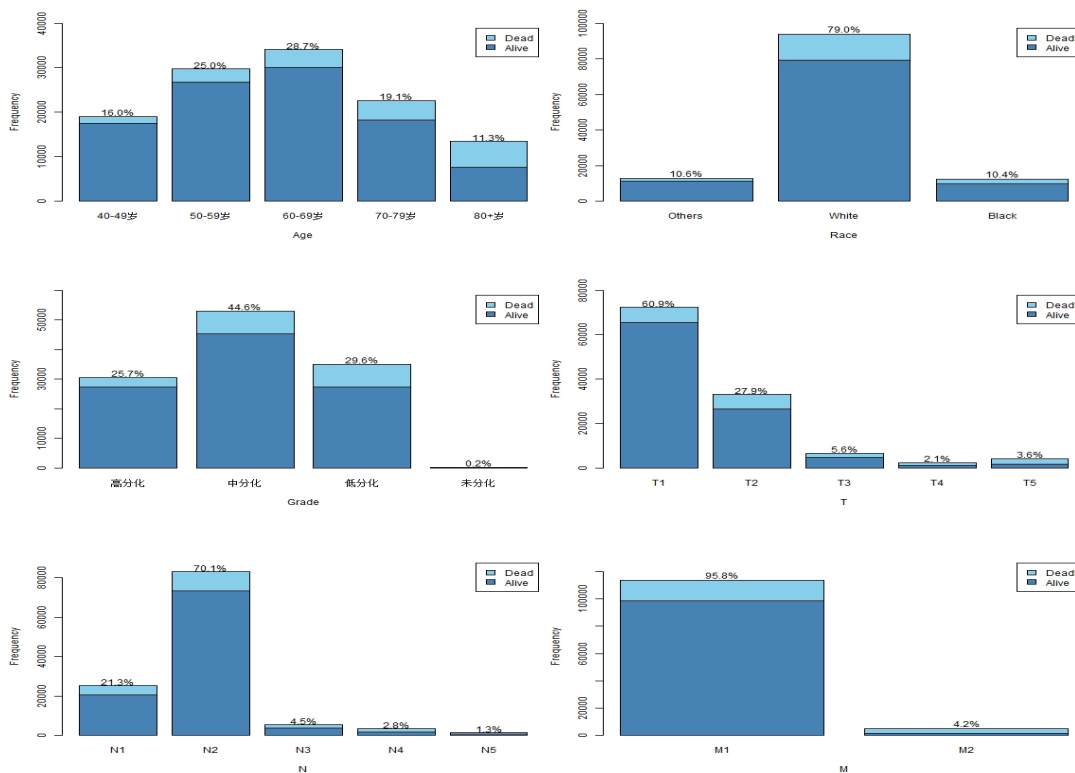 40000
30000
20000
10000
0
Frequency
16.0%
25.0%
28.7%
19.1%
11.3%
Dead
Alive
40-49岁
50-59岁
60-69岁
70-79岁
80+岁
Age
100000
80000
60000
40000
20000
0
Frequency
10.6%
79.0%
10.4%
Dead
Alive
Others
White
Black
Race
50000
30000
10000
0
Frequency
25.7%
44.6%
29.6%
0.2%
Dead
Alive
高分化
中分化
低分化
未分化
Grade
80000
60000
40000
20000
0
Frequency
60.9%
27.9%
5.6%
2.1%
3.6%
Dead
Alive
T1
T2
T3
T4
T5
T
80000
60000
40000
20000
0
Frequency
21.3%
70.1%
4.5%
2.8%
1.3%
Dead
Alive
N1
N2
N3
N4
N5
N
100000
60000
20000
0
Frequency
95.8%
4.2%
Dead
Alive
M1
M2
M